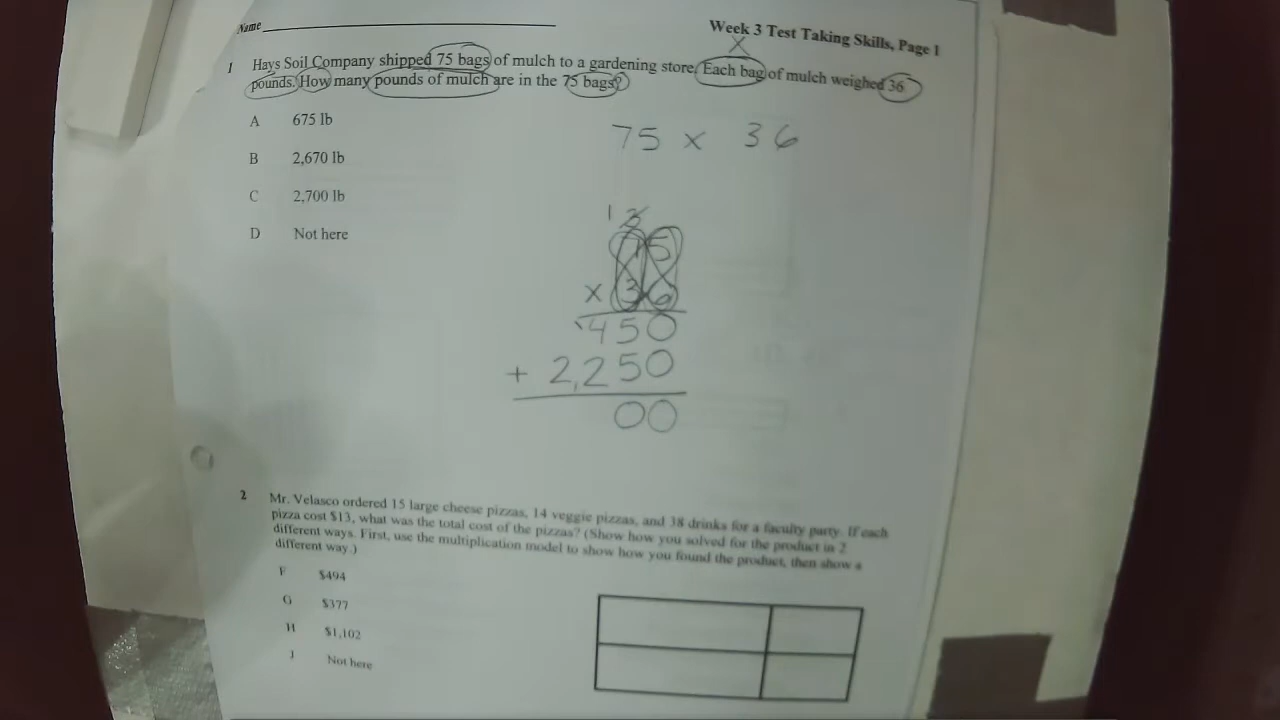 Name
Week 3 Test Taking Skills, Page 1
X
1 Hays Soil Company shipped 75 bags of mulch to a gardening store. Each bag of mulch weighed 36
pounds. How many pounds of mulch are in the 75 bags?
A 675 lb
B 2,670 lb
C 2,700 lb
D Not here
75 x 36
1 3
75
x 36
450
+ 2,250
00
2 Mr. Velasco ordered 15 large cheese pizzas, 14 veggie pizzas, and 38 drinks for a faculty party. If each
pizza cost $13, what was the total cost of the pizzas? (Show how you solved for the product in 2
different ways. First, use the multiplication model to show how you found the product, then show a
different way.)
F $494
G $377
H $1,102
J Not here